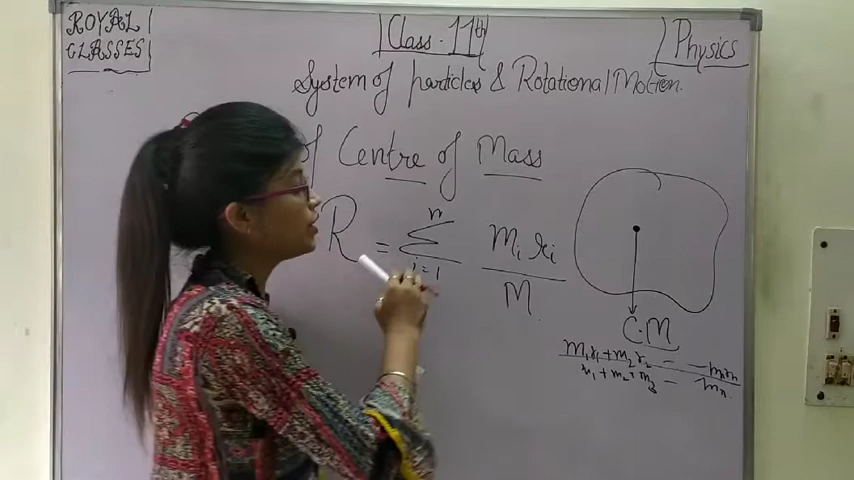 ROYAL
CLASSES
Class - 11th
Physics
System of particles & Rotational Motion.
of Centre of Mass
R = n Σ i=1 mi ri / M
C.M
m1r1 + m2r2 - - mnrn
m1 + m2 + m3 - mn.